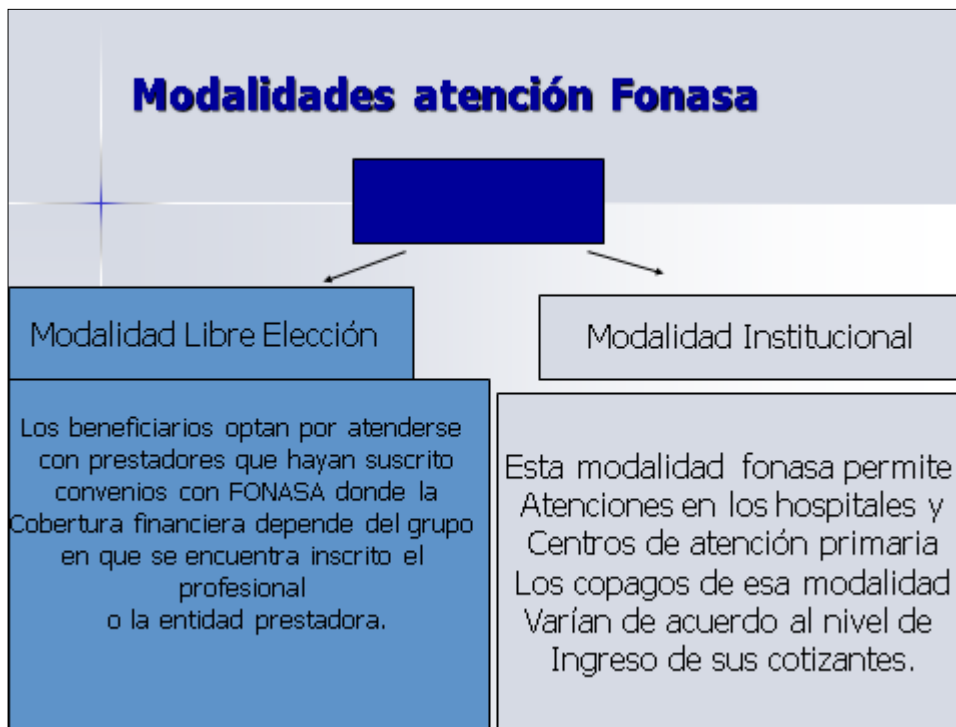 Modalidades atención Fonasa
Modalidad Libre Elección
Los beneficiarios optan por atenderse
con prestadores que hayan suscrito
convenios con FONASA donde la
Cobertura financiera depende del grupo
en que se encuentra inscrito el
profesional
o la entidad prestadora.
Modalidad Institucional
Esta modalidad fonasa permite
Atenciones en los hospitales y
Centros de atención primaria
Los copagos de esa modalidad
Varían de acuerdo al nivel de
Ingreso de sus cotizantes.